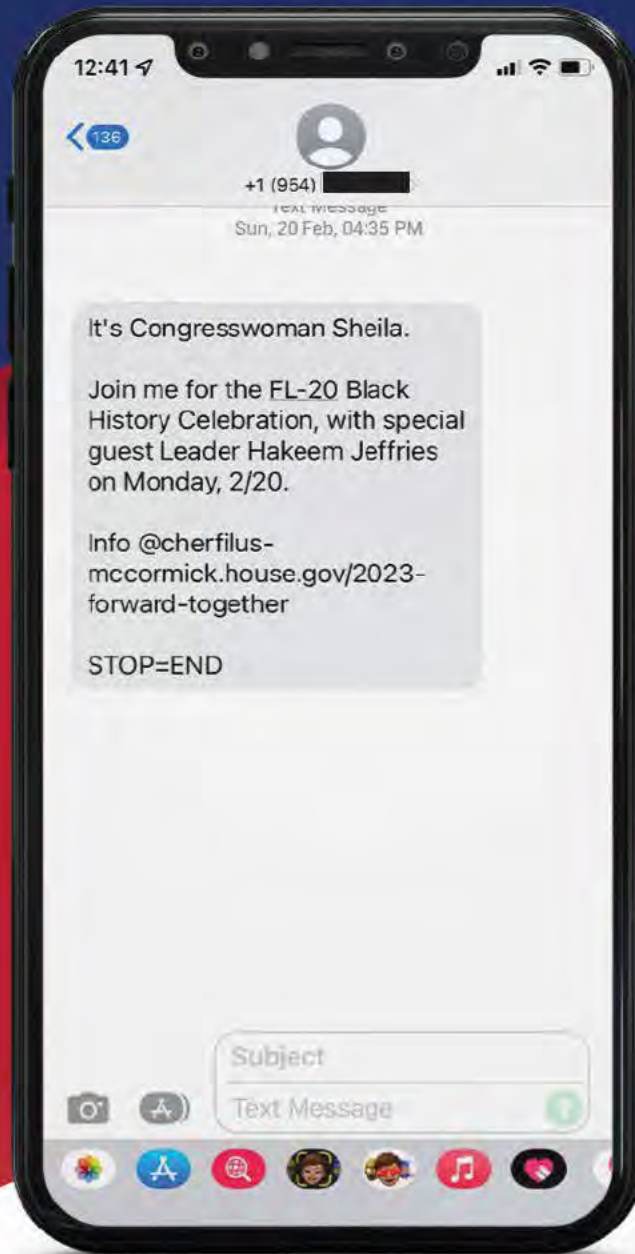 12:41
136
+1 (954)
Text Message
Sun, 20 Feb, 04:35 PM
It's Congresswoman Sheila.
Join me for the FL-20 Black
History Celebration, with special
guest Leader Hakeem Jeffries
on Monday, 2/20.
Info @cherfilus-
mccormick.house.gov/2023-
forward-together
STOP=END
Subject
Text Message